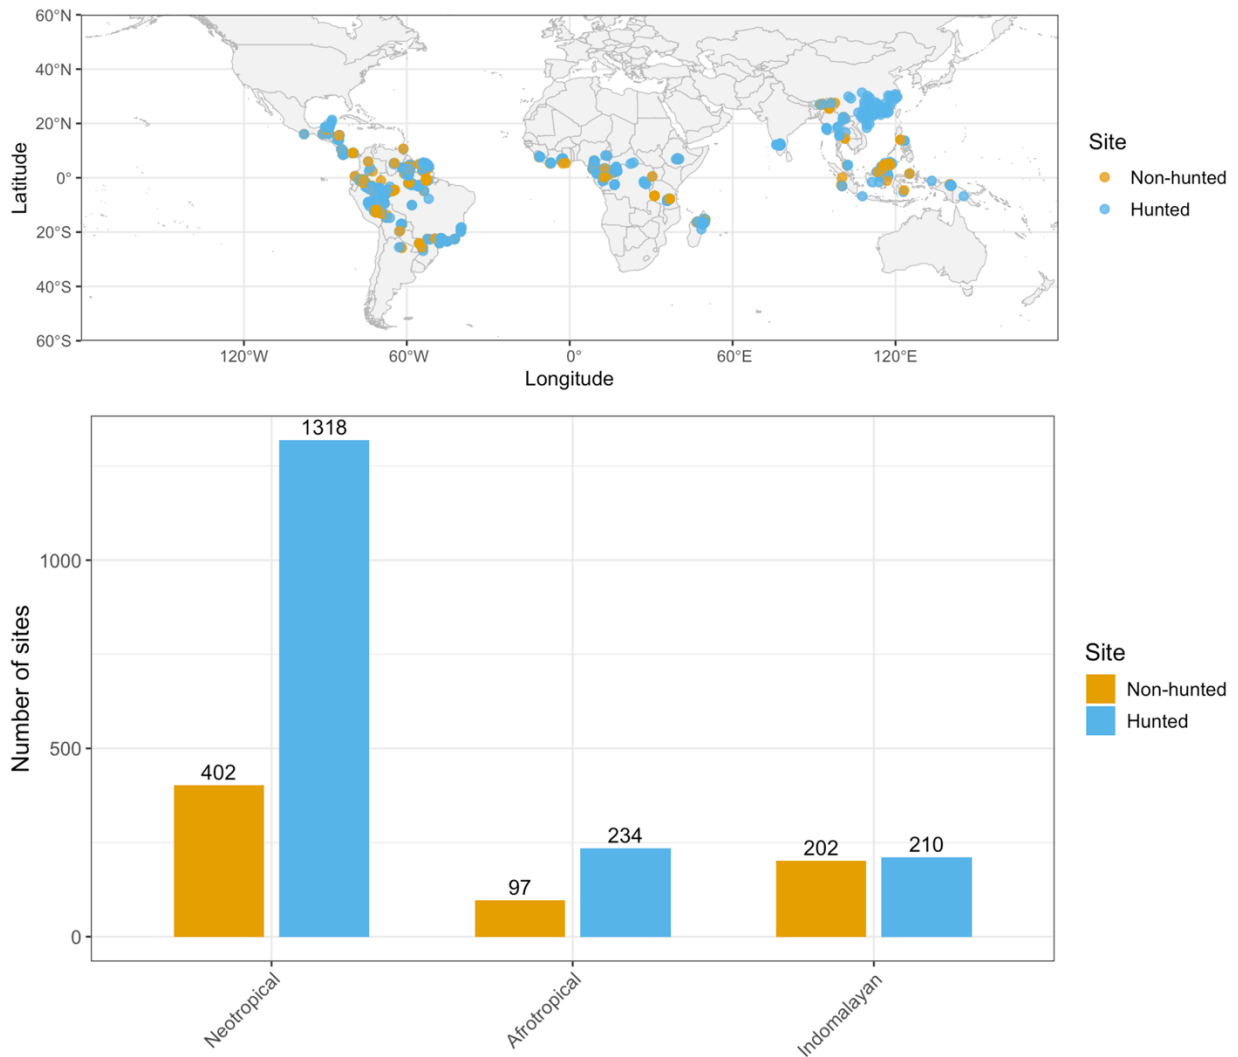 60°N
40°N
20°N
0°
20°S
40°S
60°S
Latitude
120°W
60°W
0°
60°E
120°E
Longitude
Site
Non-hunted
Hunted
1318
1000
500
0
Number of sites
402
97
234
202
210
Neotropical
Afrotropical
Indomalayan
Site
Non-hunted
Hunted